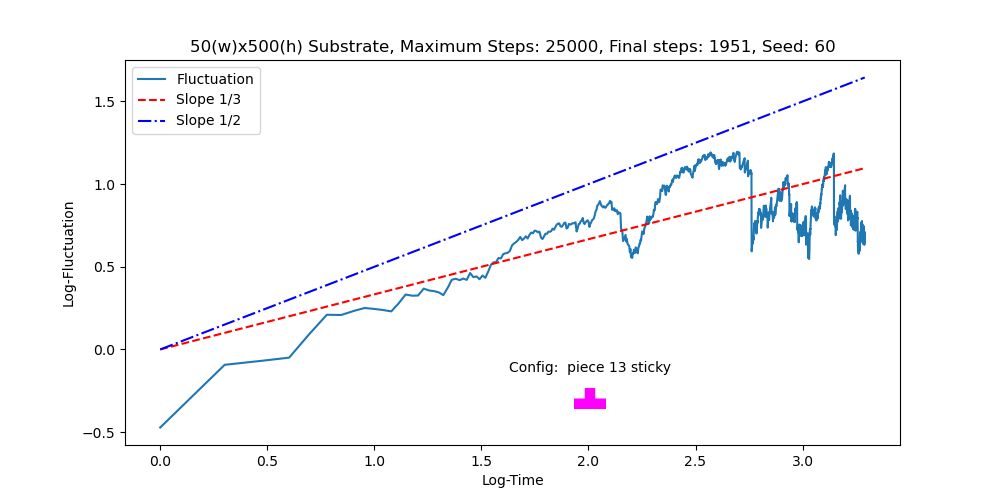 50(w)x500(h) Substrate, Maximum Steps: 25000, Final steps: 1951, Seed: 60
Fluctuation
Slope 1/3
Slope 1/2
1.5
1.0
0.5
0.0
−0.5
Log-Fluctuation
Config:  piece 13 sticky
0.0 0.5 1.0 1.5 2.0 2.5 3.0
Log-Time